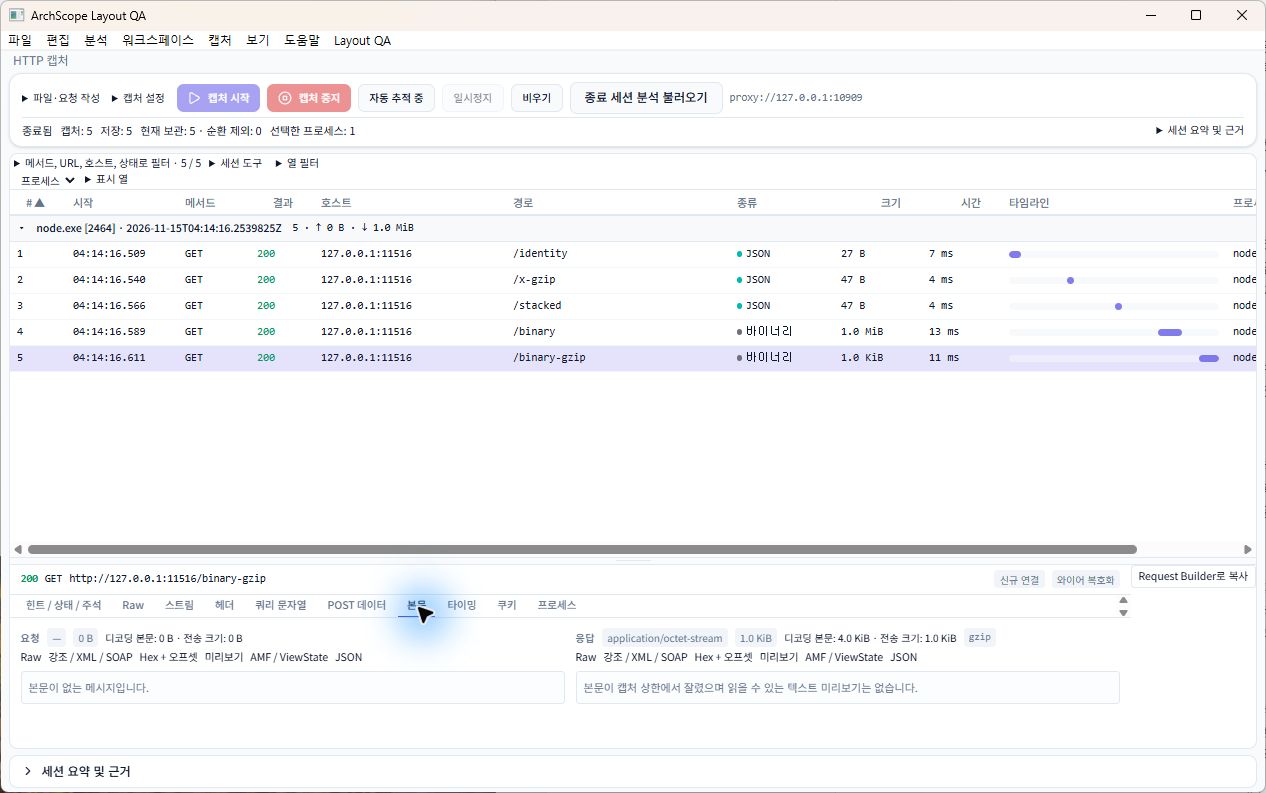 ArchScope Layout QA
파일 편집 분석 워크스페이스 캡처 보기 도움말 Layout QA
HTTP 캡처
▶ 파일·요청 작성 ▶ 캡처 설정 캡처 시작 캡처 중지 자동 추적 중 일시정지 비우기 종료 세션 분석 불러오기 proxy://127.0.0.1:10909
종료됨 캡처: 5 저장: 5 현재 보관: 5 · 순환 제외: 0 선택한 프로세스: 1 ▶ 세션 요약 및 근거
▶ 메서드, URL, 호스트, 상태로 필터 · 5 / 5 ▶ 세션 도구 ▶ 열 필터
프로세스 ▶ 표시 열
# ▲ 시작 메서드 결과 호스트 경로 종류 크기 시간 타임라인 프로
node.exe [2464] · 2026-11-15T04:14:16.2539825Z 5 · ↑ 0 B · ↓ 1.0 MiB
1 04:14:16.509 GET 200 127.0.0.1:11516 /identity JSON 27 B 7 ms node
2 04:14:16.540 GET 200 127.0.0.1:11516 /x-gzip JSON 47 B 4 ms node
3 04:14:16.566 GET 200 127.0.0.1:11516 /stacked JSON 47 B 4 ms node
4 04:14:16.589 GET 200 127.0.0.1:11516 /binary 바이너리 1.0 MiB 13 ms node
5 04:14:16.611 GET 200 127.0.0.1:11516 /binary-gzip 바이너리 1.0 KiB 11 ms node
200 GET http://127.0.0.1:11516/binary-gzip 신규 연결 와이어 복호화 Request Builder로 복사
힌트 / 상태 / 주석 Raw 스트림 헤더 쿼리 문자열 POST 데이터 본문 타이밍 쿠키 프로세스
요청 — 0 B 디코딩 본문: 0 B · 전송 크기: 0 B
Raw 강조 / XML / SOAP Hex + 오프셋 미리보기 AMF / ViewState JSON
본문이 없는 메시지입니다.
응답 application/octet-stream 1.0 KiB 디코딩 본문: 4.0 KiB · 전송 크기: 1.0 KiB gzip
Raw 강조 / XML / SOAP Hex + 오프셋 미리보기 AMF / ViewState JSON
본문이 캡처 상한에서 잘렸으며 읽을 수 있는 텍스트 미리보기는 없습니다.
세션 요약 및 근거